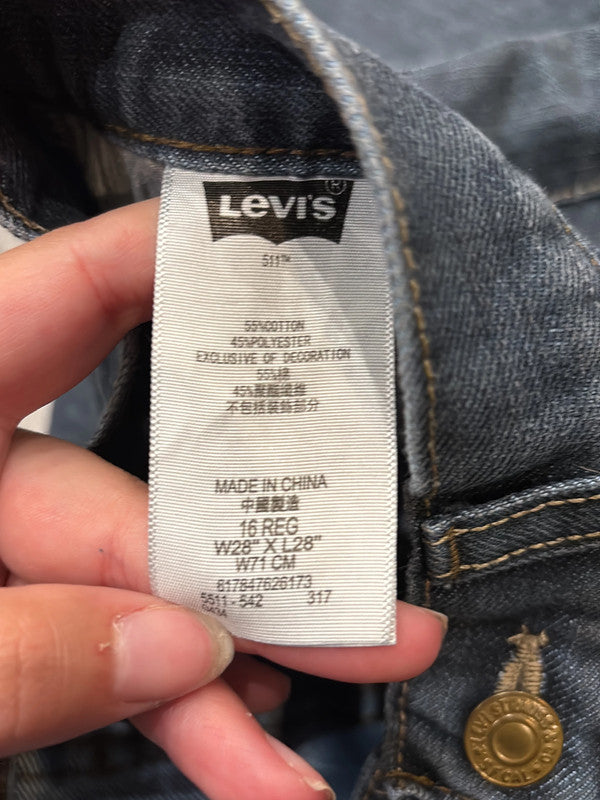 LEVI'S ®
511™
55%COTTON
45%POLYESTER
EXCLUSIVE OF DECORATION
55%棉
45%聚酯纖維
不包括裝飾部分
MADE IN CHINA
中國製造
16 REG
W28" X L28"
W71 CM
617847626173
5511-542 317